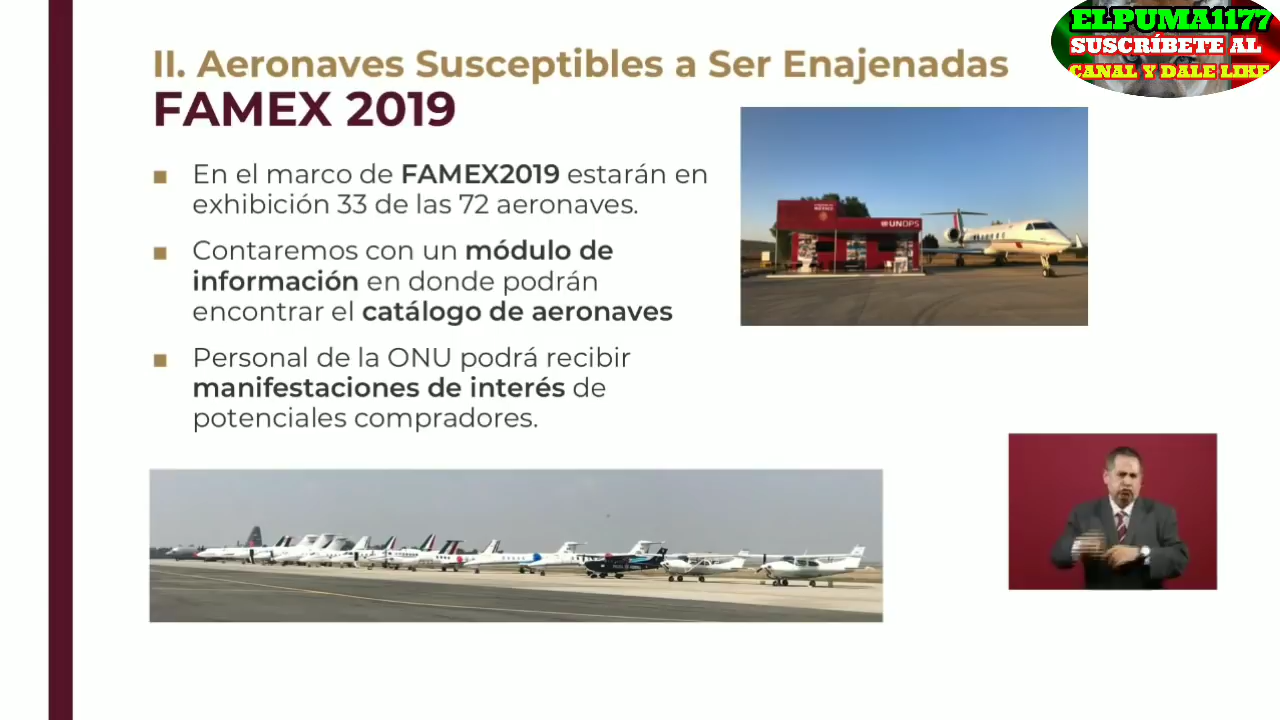 ELPUMA1177
SUSCRÍBETE AL
CANAL Y DALE LIKE
II. Aeronaves Susceptibles a Ser Enajenadas
FAMEX 2019
En el marco de FAMEX2019 estarán en
exhibición 33 de las 72 aeronaves.
Contaremos con un módulo de
información en donde podrán
encontrar el catálogo de aeronaves
Personal de la ONU podrá recibir
manifestaciones de interés de
potenciales compradores.
MÉXICO
UNOPS